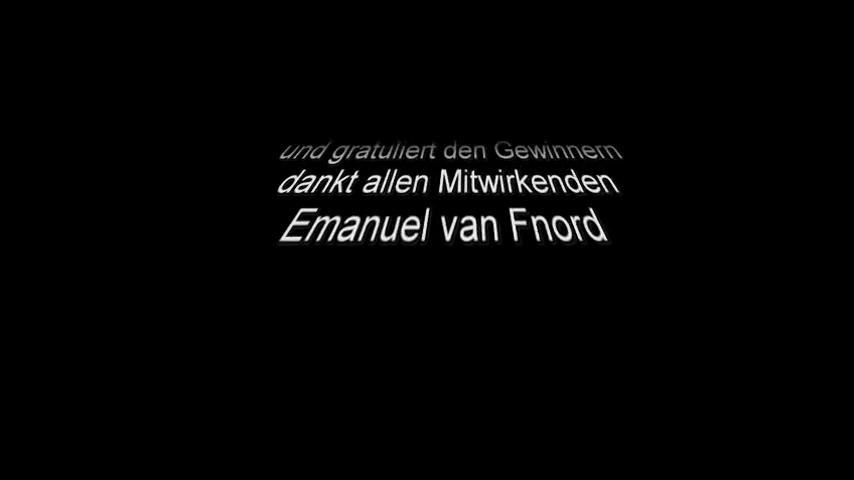 und gratuliert den Gewinnern
dankt allen Mitwirkenden
Emanuel van Fnord